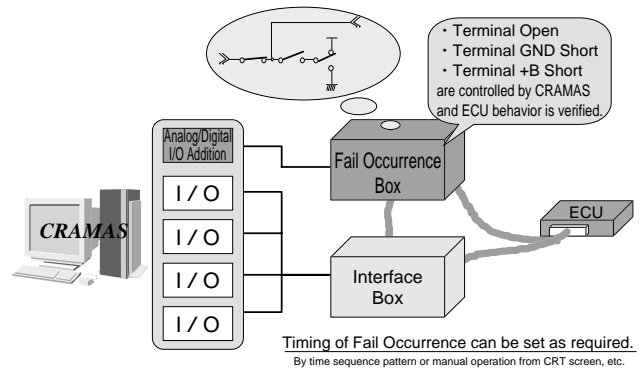 ・Terminal Open
・Terminal GND Short
・Terminal +B Short
are controlled by CRAMAS
and ECU behavior is verified.
Analog/Digital
I/O Addition
Fail Occurrence
Box
I / O
I / O
I / O
I / O
CRAMAS
ECU
Interface
Box
Timing of Fail Occurrence can be set as required.
By time sequence pattern or manual operation from CRT screen, etc.